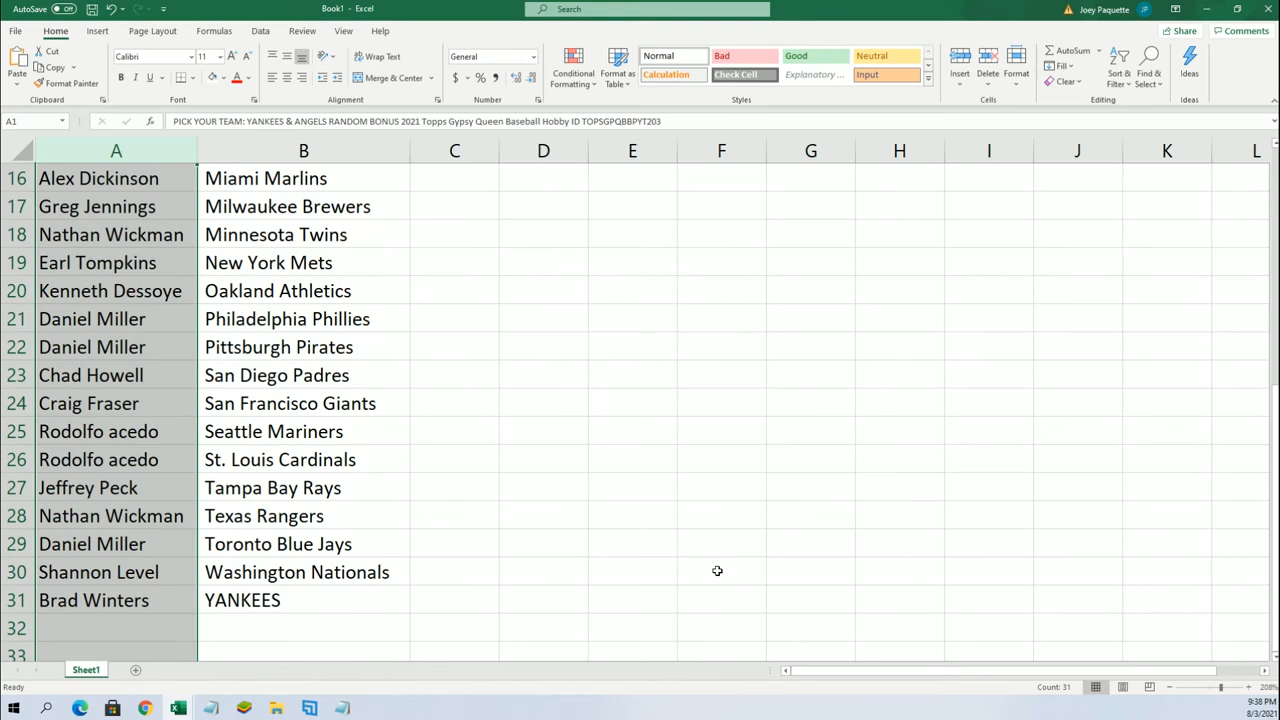 AutoSave Off Book1 - Excel Search Joey Paquette JP
File Home Insert Page Layout Formulas Data Review View Help Share Comments
Paste Cut Copy Format Painter Clipboard
Calibri 11 Font
Wrap Text Merge & Center Alignment
General Number
Conditional Formatting Format as Table
Normal Bad Good Neutral
Calculation Check Cell Explanatory ... Input
Styles
Insert Delete Format Cells
AutoSum Fill Clear Sort & Filter Find & Select Editing
Ideas Ideas
A1 fx PICK YOUR TEAM: YANKEES & ANGELS RANDOM BONUS 2021 Topps Gypsy Queen Baseball Hobby ID TOPSGPQBBPYT203
A B C D E F G H I J K L
16 Alex Dickinson Miami Marlins
17 Greg Jennings Milwaukee Brewers
18 Nathan Wickman Minnesota Twins
19 Earl Tompkins New York Mets
20 Kenneth Dessoye Oakland Athletics
21 Daniel Miller Philadelphia Phillies
22 Daniel Miller Pittsburgh Pirates
23 Chad Howell San Diego Padres
24 Craig Fraser San Francisco Giants
25 Rodolfo acedo Seattle Mariners
26 Rodolfo acedo St. Louis Cardinals
27 Jeffrey Peck Tampa Bay Rays
28 Nathan Wickman Texas Rangers
29 Daniel Miller Toronto Blue Jays
30 Shannon Level Washington Nationals
31 Brad Winters YANKEES
32
33
Sheet1
Ready Count: 31 208%
9:38 PM
8/3/2021